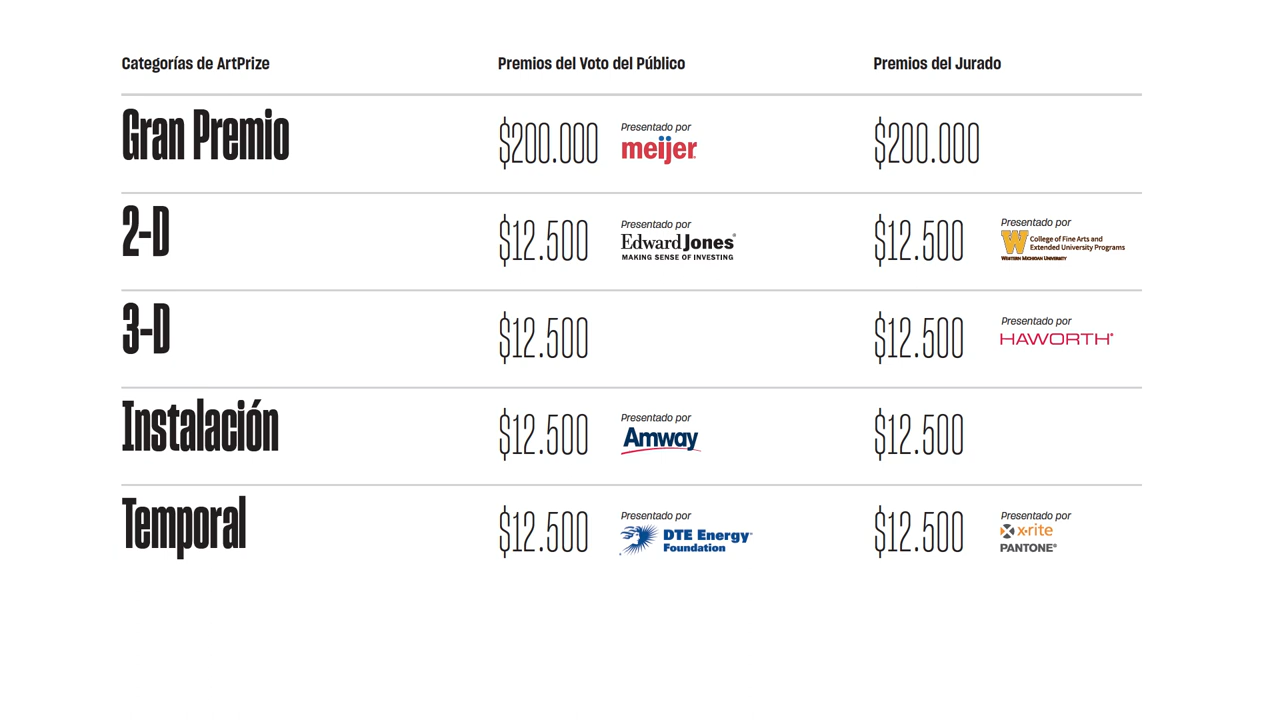 Categorías de ArtPrize
Premios del Voto del Público
Premios del Jurado
Gran Premio
$200.000
Presentado por
meijer
$200.000
2-D
$12.500
Presentado por
Edward Jones®
MAKING SENSE OF INVESTING
$12.500
Presentado por
W
College of Fine Arts and
Extended University Programs
WESTERN MICHIGAN UNIVERSITY
3-D
$12.500
$12.500
Presentado por
HAWORTH®
Instalación
$12.500
Presentado por
Amway
$12.500
Temporal
$12.500
Presentado por
DTE Energy®
Foundation
$12.500
Presentado por
x·rite
PANTONE®